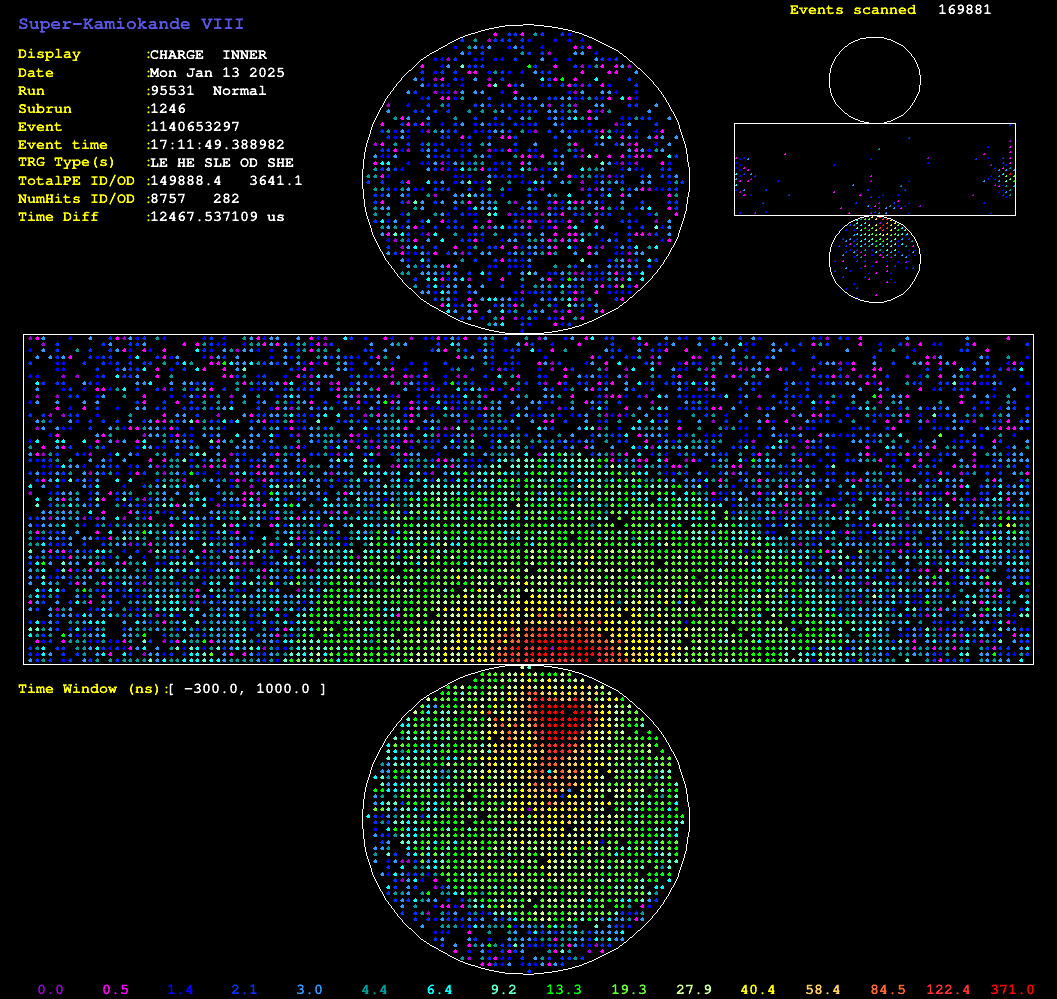 Super-Kamiokande VIII
Events scanned 169881
Display :CHARGE INNER
Date :Mon Jan 13 2025
Run :95531 Normal
Subrun :1246
Event :1140653297
Event time :17:11:49.388982
TRG Type(s) :LE HE SLE OD SHE
TotalPE ID/OD :149888.4 3641.1
NumHits ID/OD :8757 282
Time Diff :12467.537109 us
Time Window (ns):[ -300.0, 1000.0 ]
0.0 0.5 1.4 2.1 3.0 4.4 6.4 9.2 13.3 19.3 27.9 40.4 58.4 84.5 122.4 371.0